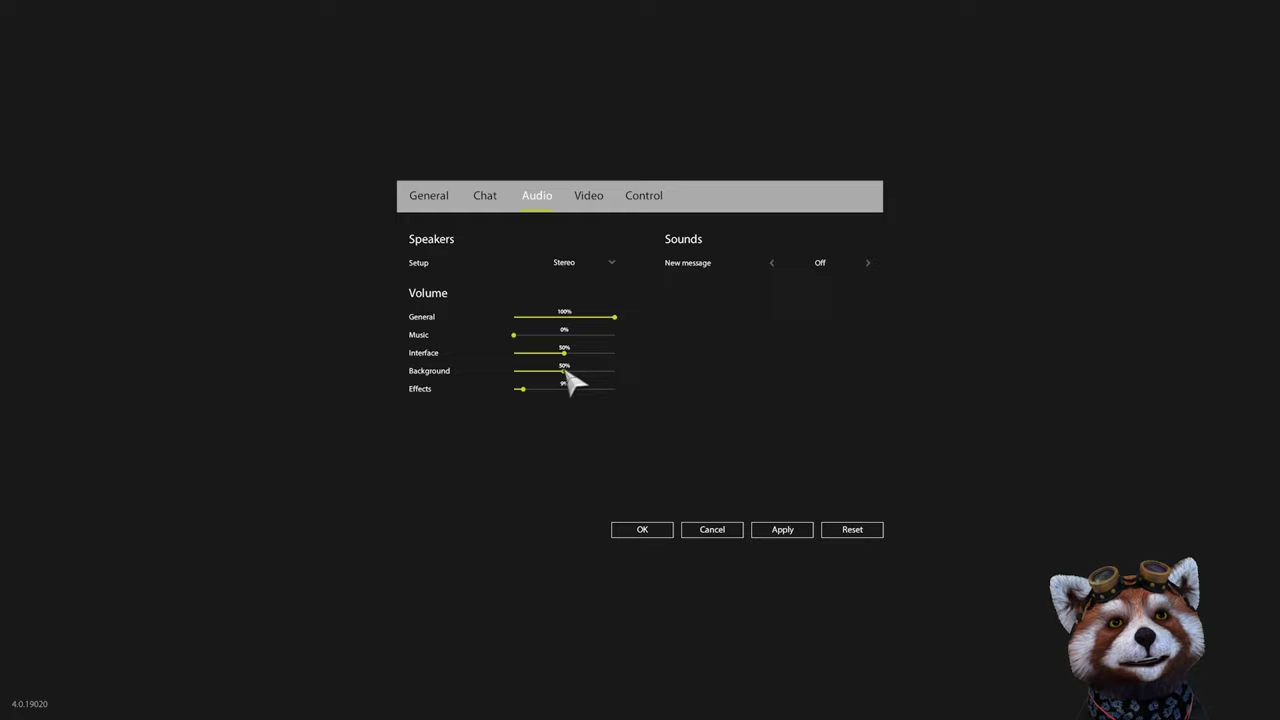 General Chat Audio Video Control
Speakers
Setup Stereo
Volume
General 100%
Music 0%
Interface 50%
Background 50%
Effects
Sounds
New message Off
OK Cancel Apply Reset
4.0.19020